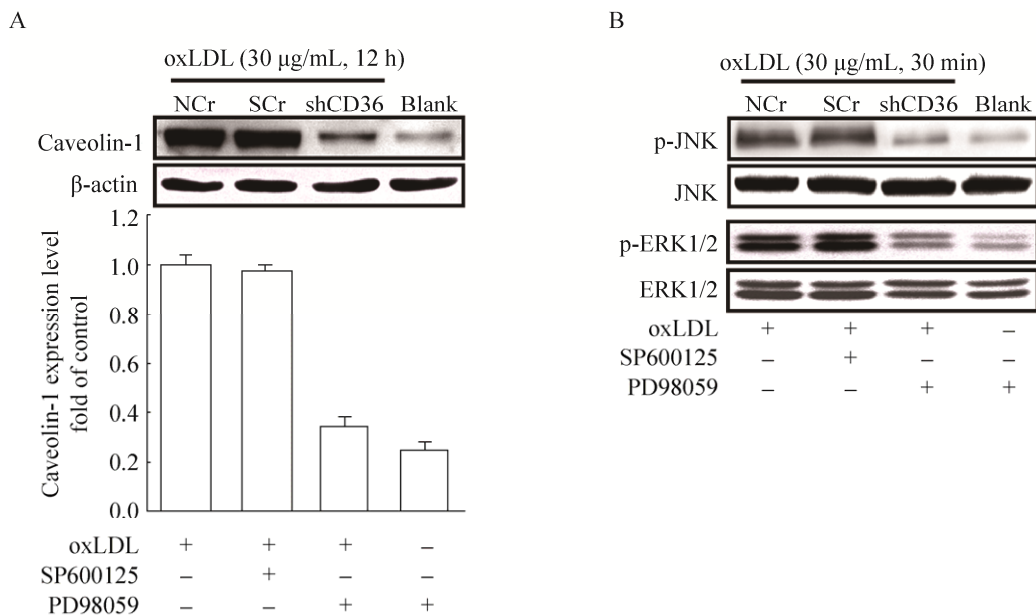 A
oxLDL (30 μg/mL, 12 h)
NCr SCr shCD36 Blank
Caveolin-1
β-actin
Caveolin-1 expression level
fold of control
1.2
1.0
0.8
0.6
0.4
0.2
0.0
oxLDL + + + –
SP600125 – + – –
PD98059 – – + +
B
oxLDL (30 μg/mL, 30 min)
NCr SCr shCD36 Blank
p-JNK
JNK
p-ERK1/2
ERK1/2
oxLDL + + + –
SP600125 – + – –
PD98059 – – + +